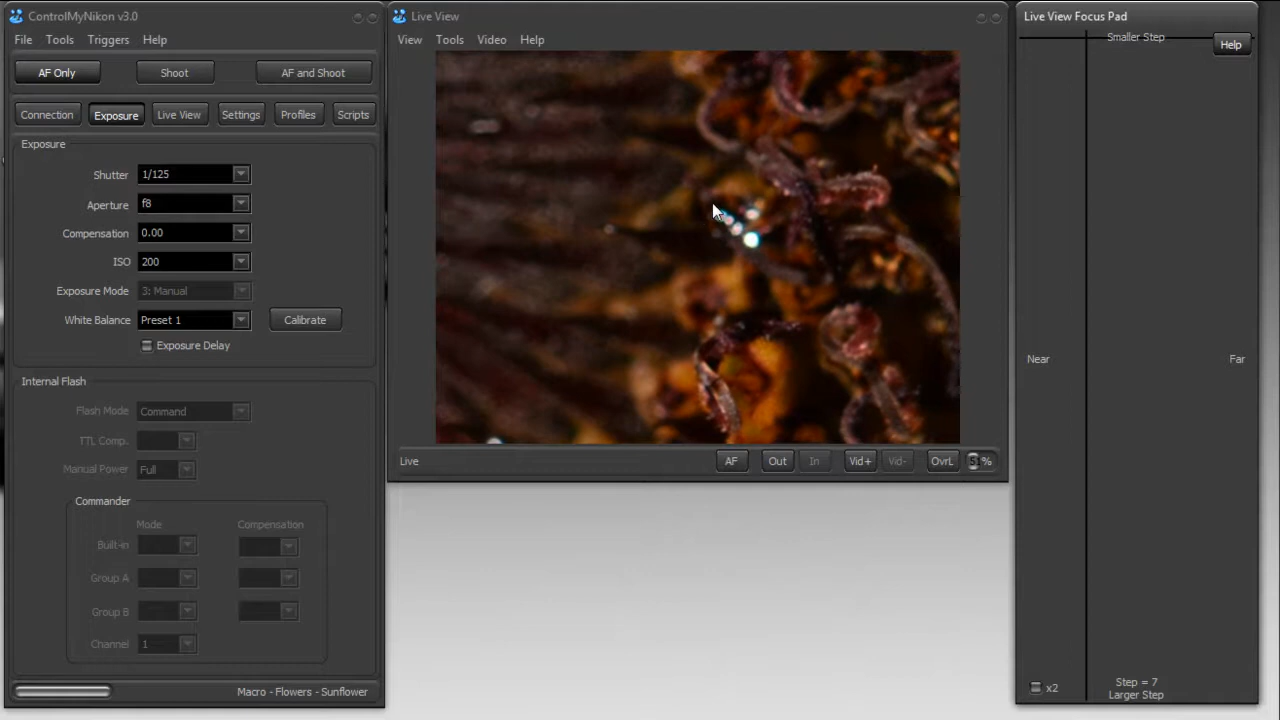 ControlMyNikon v3.0
File Tools Triggers Help
AF Only Shoot AF and Shoot
Connection Exposure Live View Settings Profiles Scripts
Exposure
Shutter 1/125
Aperture f8
Compensation 0.00
ISO 200
Exposure Mode 3: Manual
White Balance Preset 1 Calibrate
Exposure Delay
Internal Flash
Flash Mode Command
TTL Comp.
Manual Power Full
Commander
Mode Compensation
Built-in
Group A
Group B
Channel 1
Macro - Flowers - Sunflower
Live View
View Tools Video Help
Live AF Out In Vid+ Vid- OvrL 51%
Live View Focus Pad
Smaller Step
Help
Near Far
x2
Step = 7
Larger Step